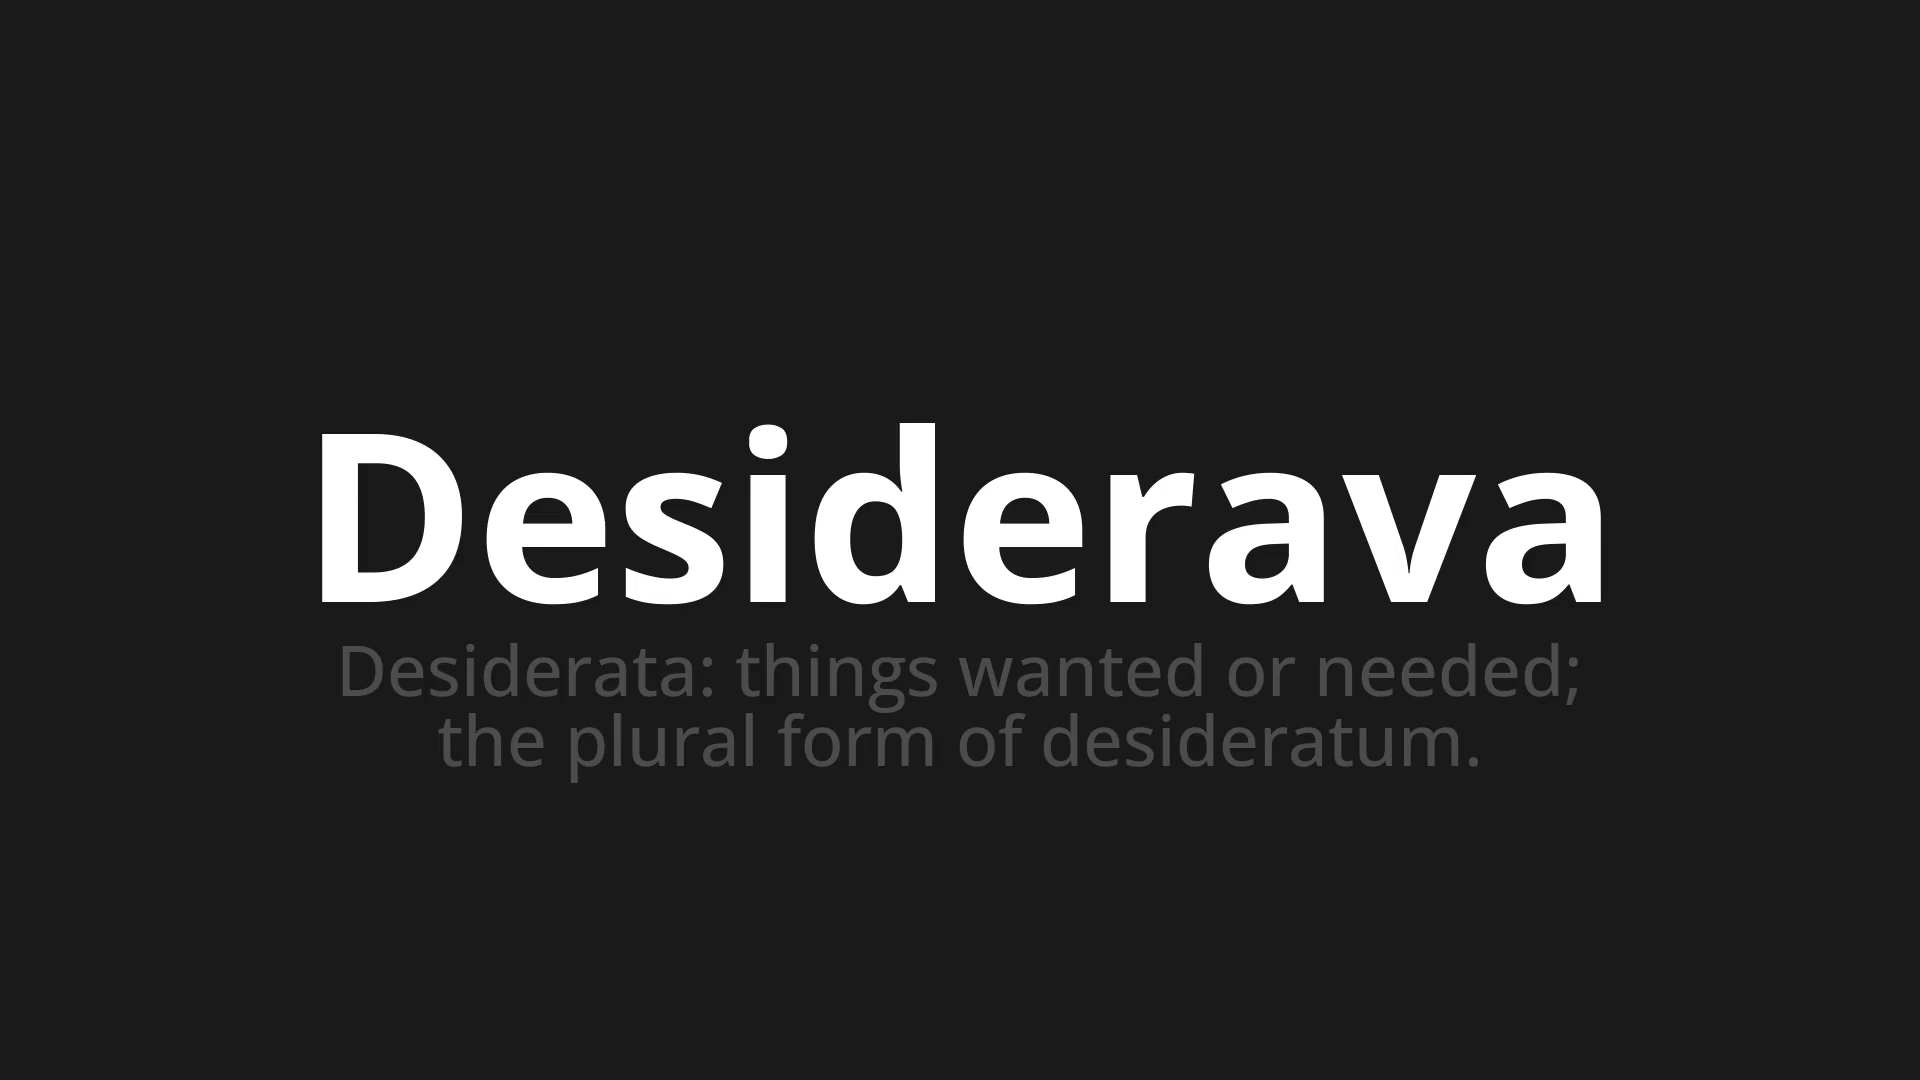 Desiderava
Desiderata: things wanted or needed;
the plural form of desideratum.